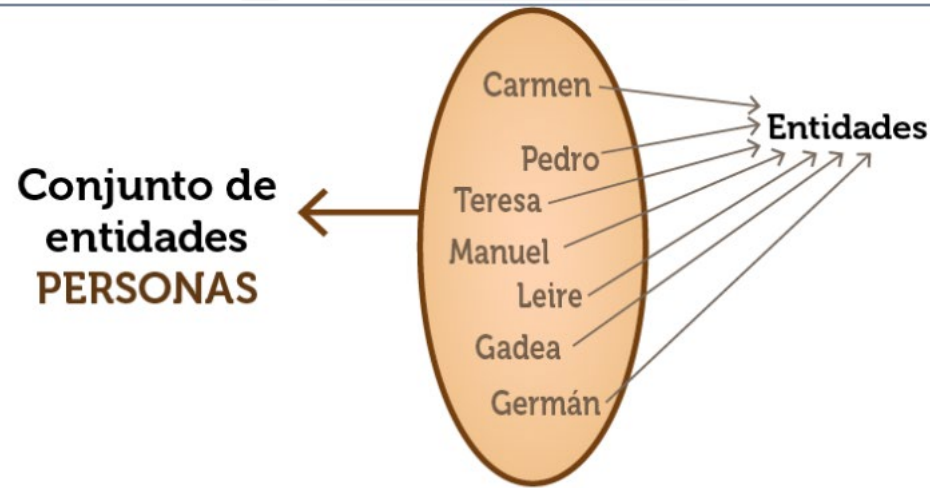 Conjunto de
entidades
PERSONAS
Carmen
Pedro
Teresa
Manuel
Leire
Gadea
Germán
Entidades